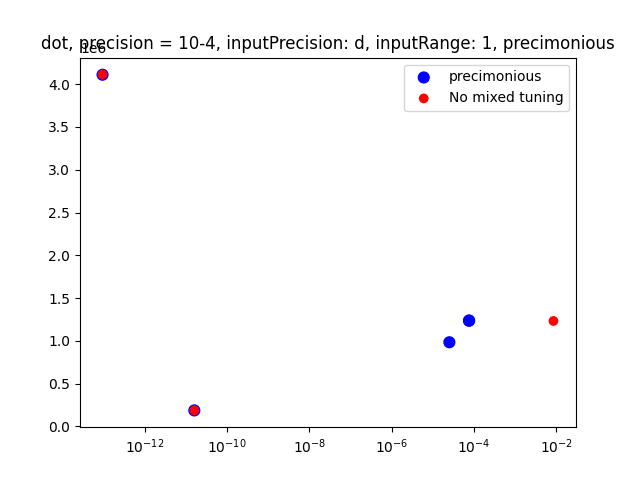 dot, precision = 10-4, inputPrecision: d, inputRange: 1, precimonious
1e6
precimonious
No mixed tuning
4.0
3.5
3.0
2.5
2.0
1.5
1.0
0.5
0.0
10⁻¹² 10⁻¹⁰ 10⁻⁸ 10⁻⁶ 10⁻⁴ 10⁻²